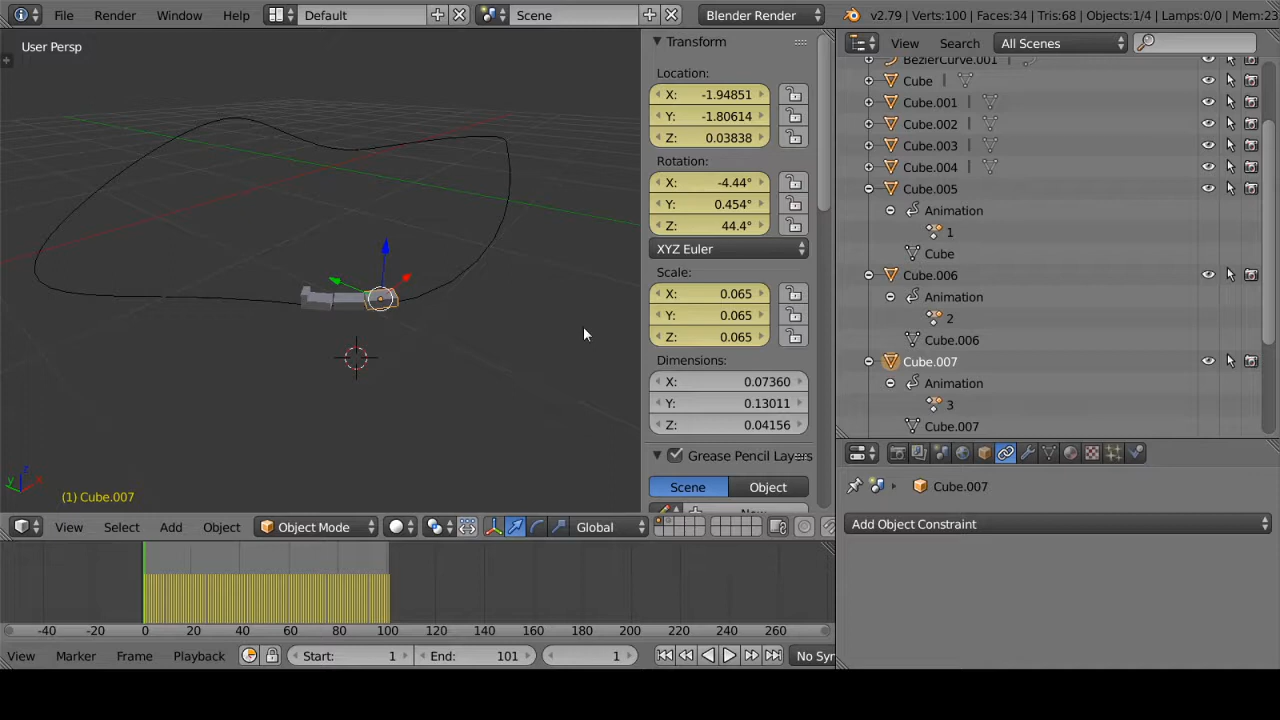 File Render Window Help Default Scene Blender Render v2.79 | Verts:100 | Faces:34 | Tris:68 | Objects:1/4 | Lamps:0/0 | Mem:23
User Persp
Transform
Location:
X: -1.94851
Y: -1.80614
Z: 0.03838
Rotation:
X: -4.44°
Y: 0.454°
Z: 44.4°
XYZ Euler
Scale:
X: 0.065
Y: 0.065
Z: 0.065
Dimensions:
X: 0.07360
Y: 0.13011
Z: 0.04156
Grease Pencil Layers
Scene Object
New
View Search All Scenes
BezierCurve.001
Cube
Cube.001
Cube.002
Cube.003
Cube.004
Cube.005
Animation
1
Cube
Cube.006
Animation
2
Cube.006
Cube.007
Animation
3
Cube.007
Cube.007
Add Object Constraint
z
y x
(1) Cube.007
View Select Add Object Object Mode Global
-40 -20 0 20 40 60 80 100 120 140 160 180 200 220 240 260
View Marker Frame Playback Start: 1 End: 101 1 No Syn